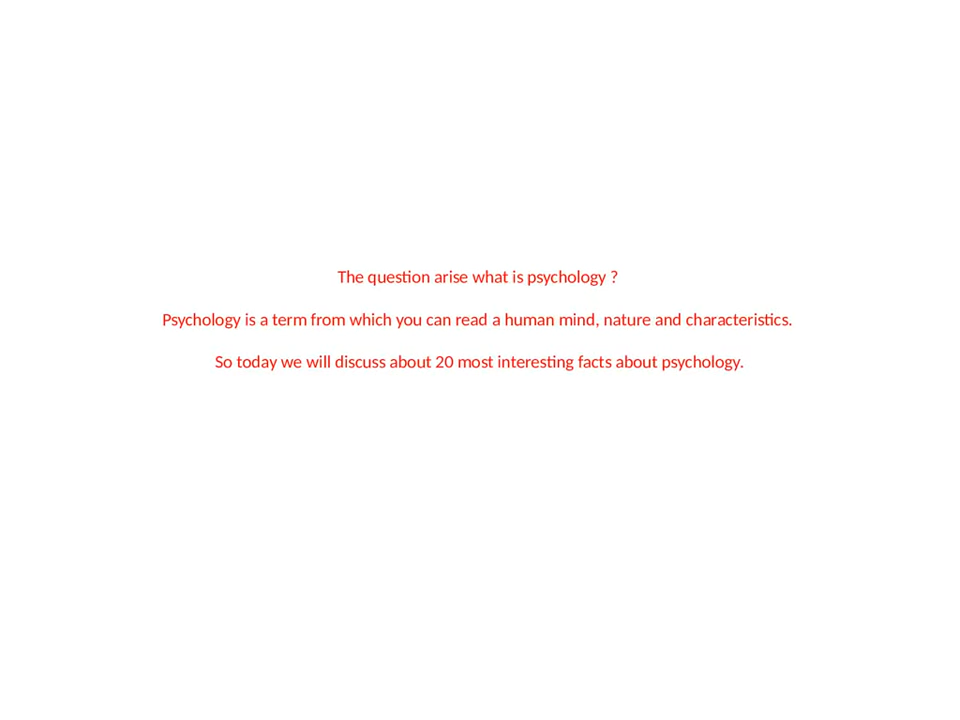 The question arise what is psychology ?
Psychology is a term from which you can read a human mind, nature and characteristics.
So today we will discuss about 20 most interesting facts about psychology.